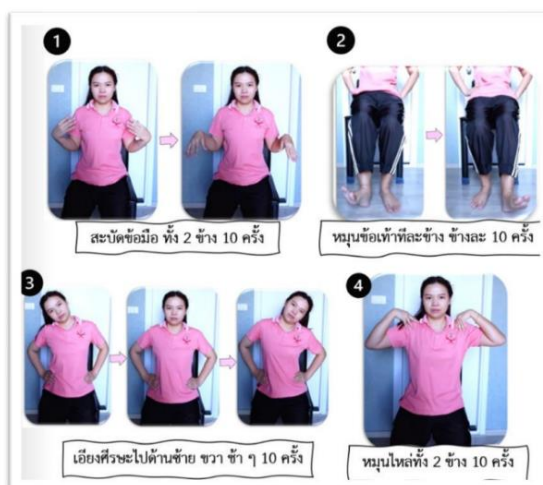 1
2
สะบัดข้อมือ ทั้ง 2 ข้าง 10 ครั้ง
หมุนข้อเท้าทีละข้าง ข้างละ 10 ครั้ง
3
4
เอียงศีรษะไปด้านซ้าย ขวา ช้า ๆ 10 ครั้ง
หมุนไหล่ทั้ง 2 ข้าง 10 ครั้ง